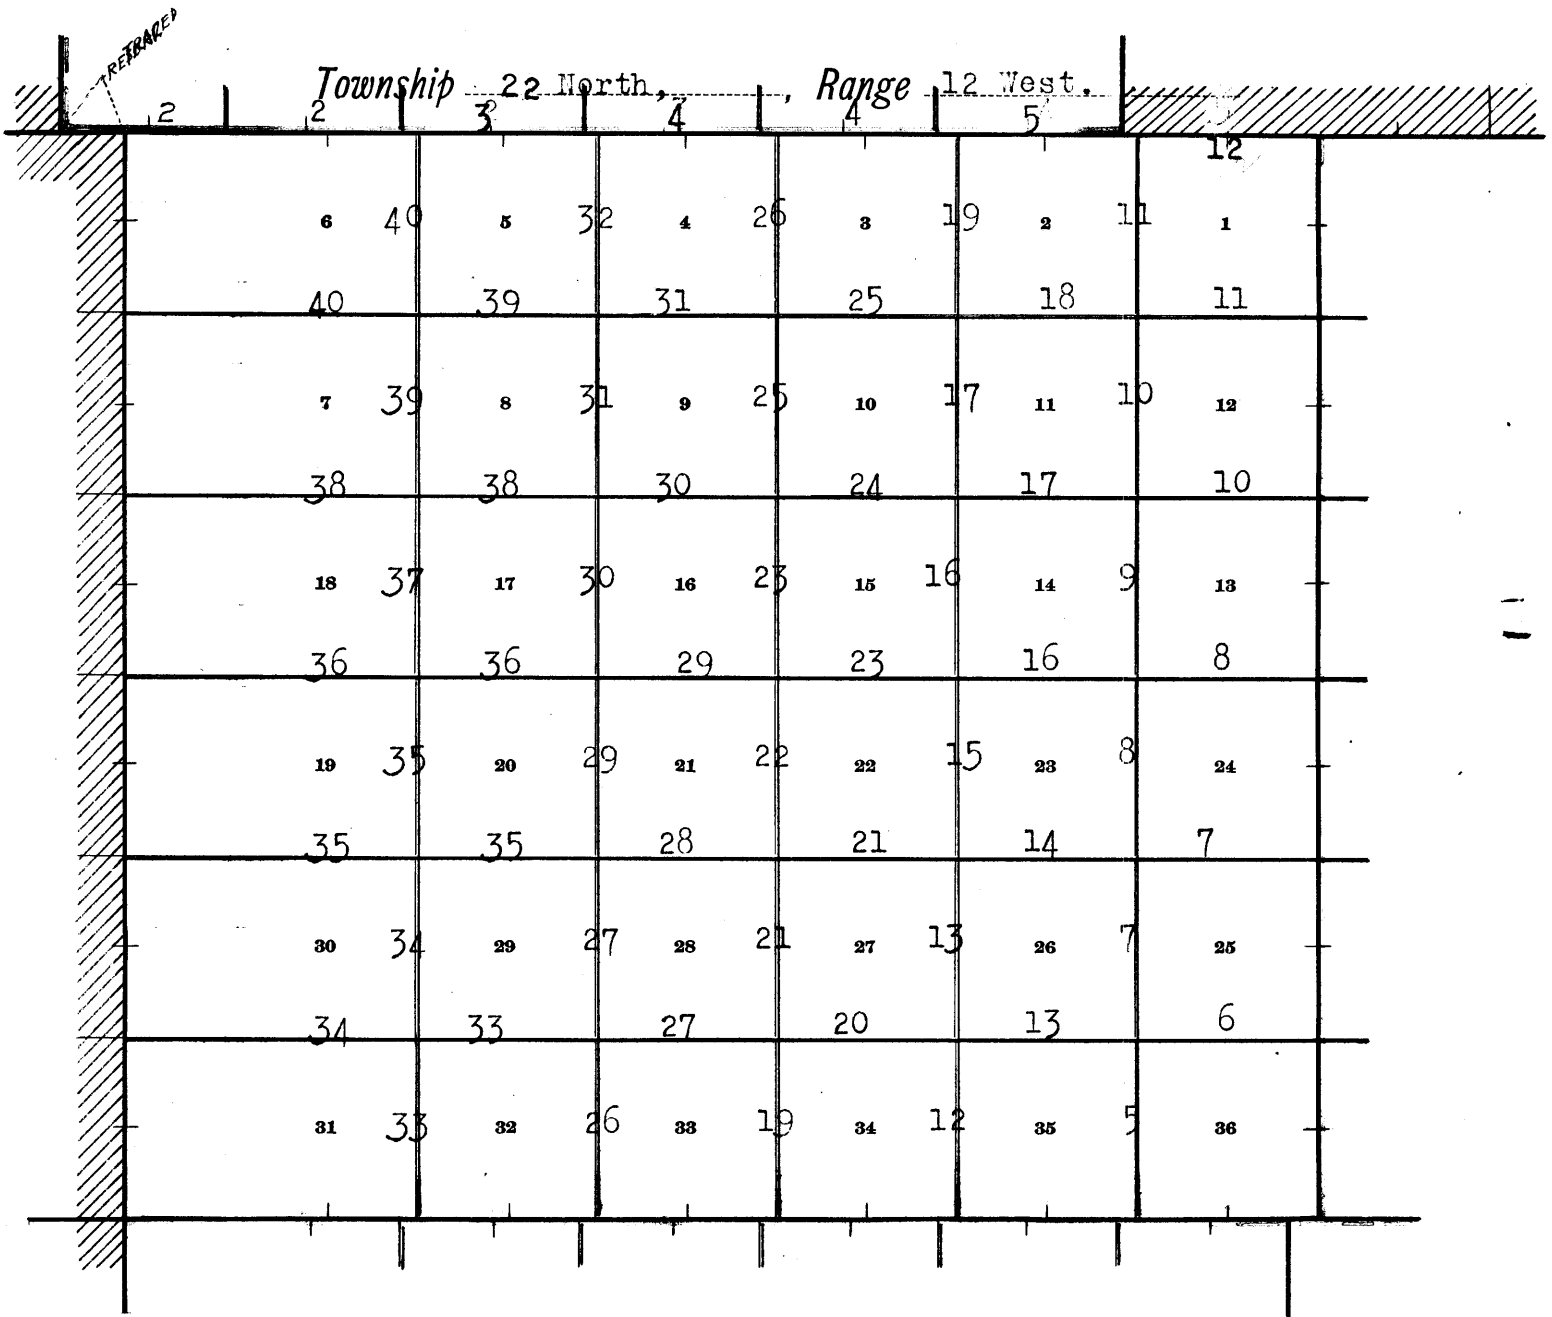 RETRACED
Township 22 North, , Range 12 West.
2 2 3 4 4 5
12
6 40 5 32 4 26 3 19 2 11 1
40 39 31 25 18 11
7 39 8 31 9 25 10 17 11 10 12
38 38 30 24 17 10
18 37 17 30 16 23 15 16 14 9 13
36 36 29 23 16 8
19 35 20 29 21 22 22 15 23 8 24
35 35 28 21 14 7
30 34 29 27 28 21 27 13 26 7 25
34 33 27 20 13 6
31 33 32 26 33 19 34 12 35 5 36